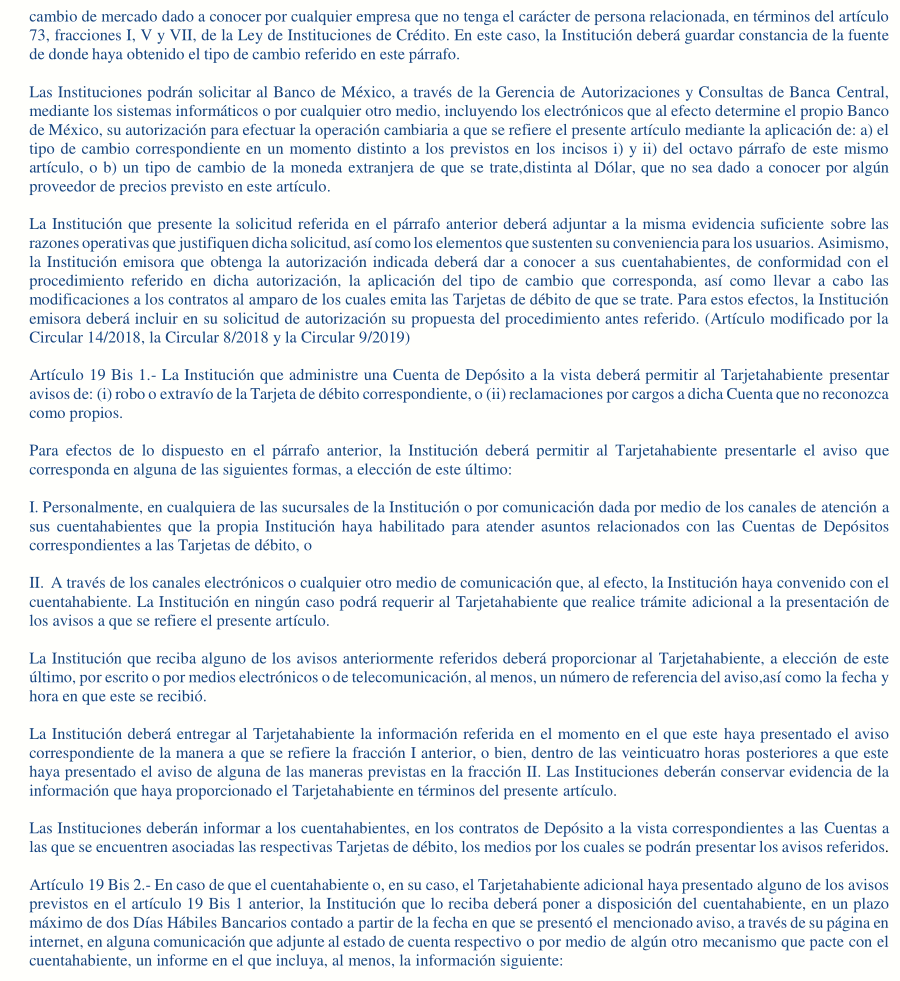 cambio de mercado dado a conocer por cualquier empresa que no tenga el carácter de persona relacionada, en términos del artículo
73, fracciones I, V y VII, de la Ley de Instituciones de Crédito. En este caso, la Institución deberá guardar constancia de la fuente
de donde haya obtenido el tipo de cambio referido en este párrafo.
Las Instituciones podrán solicitar al Banco de México, a través de la Gerencia de Autorizaciones y Consultas de Banca Central,
mediante los sistemas informáticos o por cualquier otro medio, incluyendo los electrónicos que al efecto determine el propio Banco
de México, su autorización para efectuar la operación cambiaria a que se refiere el presente artículo mediante la aplicación de: a) el
tipo de cambio correspondiente en un momento distinto a los previstos en los incisos i) y ii) del octavo párrafo de este mismo
artículo, o b) un tipo de cambio de la moneda extranjera de que se trate,distinta al Dólar, que no sea dado a conocer por algún
proveedor de precios previsto en este artículo.
La Institución que presente la solicitud referida en el párrafo anterior deberá adjuntar a la misma evidencia suficiente sobre las
razones operativas que justifiquen dicha solicitud, así como los elementos que sustenten su conveniencia para los usuarios. Asimismo,
la Institución emisora que obtenga la autorización indicada deberá dar a conocer a sus cuentahabientes, de conformidad con el
procedimiento referido en dicha autorización, la aplicación del tipo de cambio que corresponda, así como llevar a cabo las
modificaciones a los contratos al amparo de los cuales emita las Tarjetas de débito de que se trate. Para estos efectos, la Institución
emisora deberá incluir en su solicitud de autorización su propuesta del procedimiento antes referido. (Artículo modificado por la
Circular 14/2018, la Circular 8/2018 y la Circular 9/2019)
Artículo 19 Bis 1.- La Institución que administre una Cuenta de Depósito a la vista deberá permitir al Tarjetahabiente presentar
avisos de: (i) robo o extravío de la Tarjeta de débito correspondiente, o (ii) reclamaciones por cargos a dicha Cuenta que no reconozca
como propios.
Para efectos de lo dispuesto en el párrafo anterior, la Institución deberá permitir al Tarjetahabiente presentarle el aviso que
corresponda en alguna de las siguientes formas, a elección de este último:
I. Personalmente, en cualquiera de las sucursales de la Institución o por comunicación dada por medio de los canales de atención a
sus cuentahabientes que la propia Institución haya habilitado para atender asuntos relacionados con las Cuentas de Depósitos
correspondientes a las Tarjetas de débito, o
II. A través de los canales electrónicos o cualquier otro medio de comunicación que, al efecto, la Institución haya convenido con el
cuentahabiente. La Institución en ningún caso podrá requerir al Tarjetahabiente que realice trámite adicional a la presentación de
los avisos a que se refiere el presente artículo.
La Institución que reciba alguno de los avisos anteriormente referidos deberá proporcionar al Tarjetahabiente, a elección de este
último, por escrito o por medios electrónicos o de telecomunicación, al menos, un número de referencia del aviso,así como la fecha y
hora en que este se recibió.
La Institución deberá entregar al Tarjetahabiente la información referida en el momento en el que este haya presentado el aviso
correspondiente de la manera a que se refiere la fracción I anterior, o bien, dentro de las veinticuatro horas posteriores a que este
haya presentado el aviso de alguna de las maneras previstas en la fracción II. Las Instituciones deberán conservar evidencia de la
información que haya proporcionado el Tarjetahabiente en términos del presente artículo.
Las Instituciones deberán informar a los cuentahabientes, en los contratos de Depósito a la vista correspondientes a las Cuentas a
las que se encuentren asociadas las respectivas Tarjetas de débito, los medios por los cuales se podrán presentar los avisos referidos.
Artículo 19 Bis 2.- En caso de que el cuentahabiente o, en su caso, el Tarjetahabiente adicional haya presentado alguno de los avisos
previstos en el artículo 19 Bis 1 anterior, la Institución que lo reciba deberá poner a disposición del cuentahabiente, en un plazo
máximo de dos Días Hábiles Bancarios contado a partir de la fecha en que se presentó el mencionado aviso, a través de su página en
internet, en alguna comunicación que adjunte al estado de cuenta respectivo o por medio de algún otro mecanismo que pacte con el
cuentahabiente, un informe en el que incluya, al menos, la información siguiente: